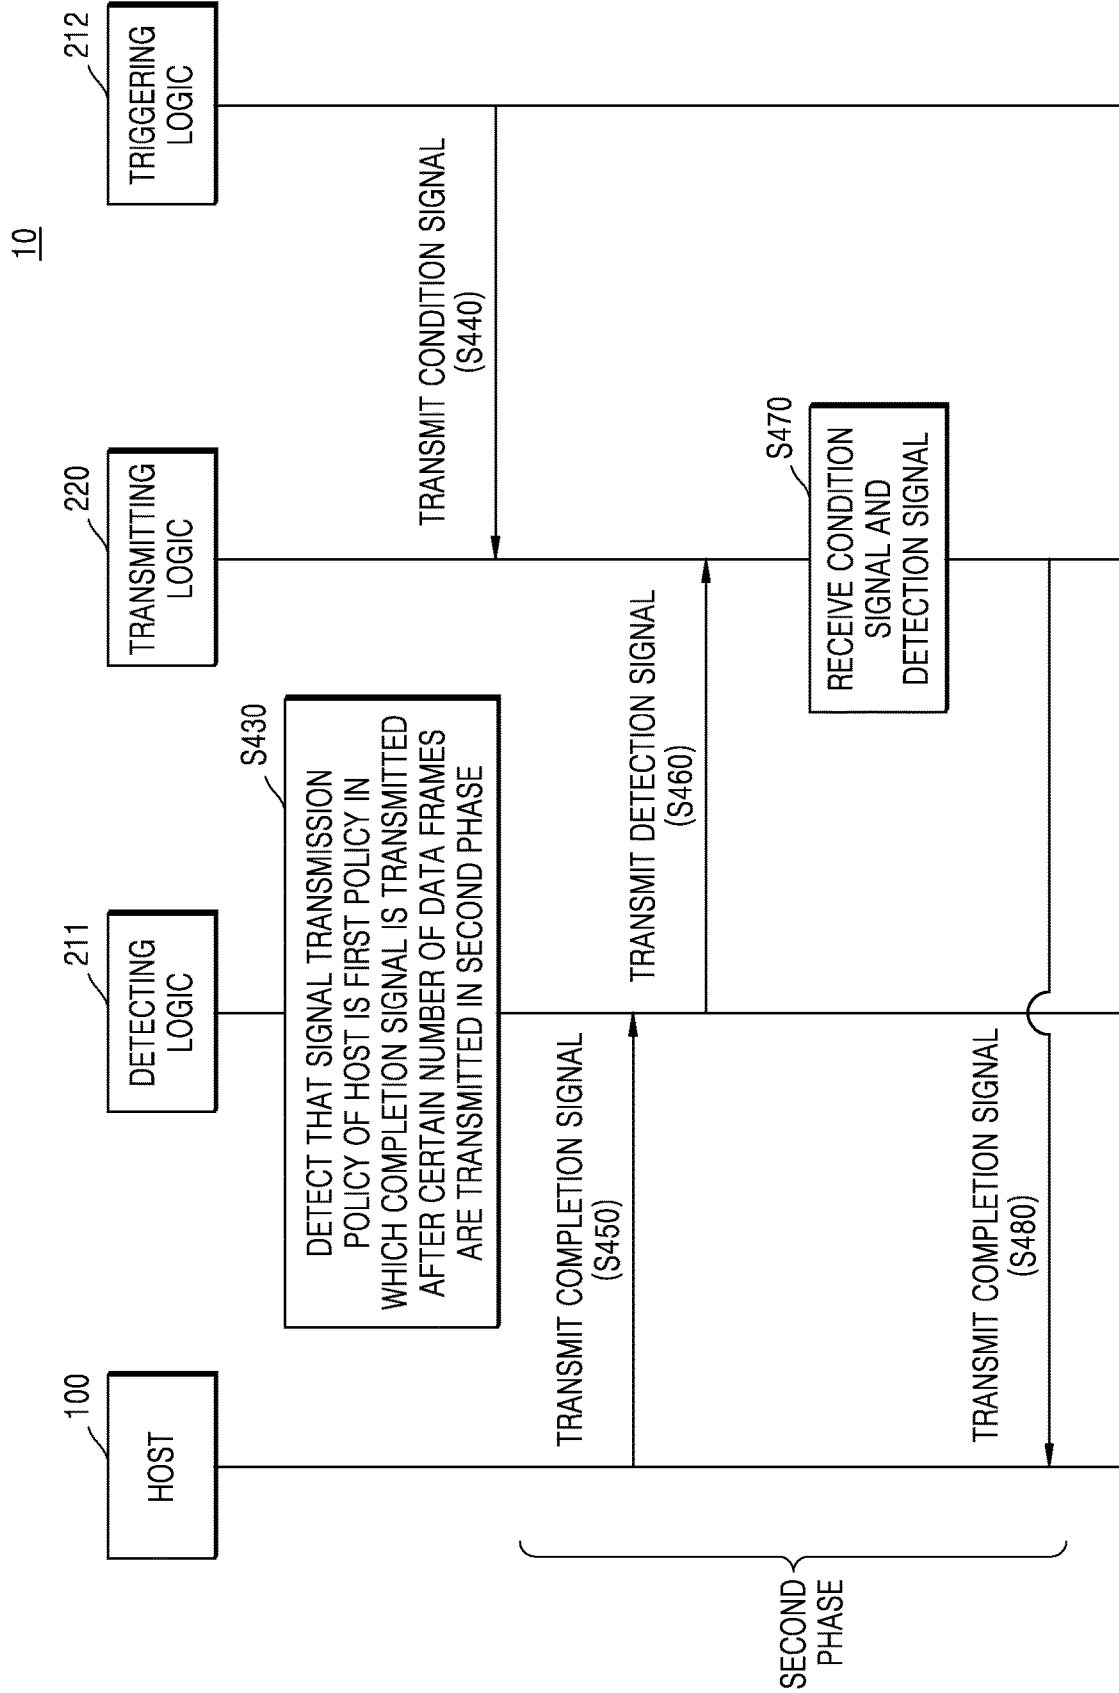 10
100
HOST
211
DETECTING
LOGIC
220
TRANSMITTING
LOGIC
212
TRIGGERING
LOGIC
S430
DETECT THAT SIGNAL TRANSMISSION
POLICY OF HOST IS FIRST POLICY IN
WHICH COMPLETION SIGNAL IS TRANSMITTED
AFTER CERTAIN NUMBER OF DATA FRAMES
ARE TRANSMITTED IN SECOND PHASE
TRANSMIT CONDITION SIGNAL
(S440)
TRANSMIT COMPLETION SIGNAL
(S450)
TRANSMIT DETECTION SIGNAL
(S460)
S470
RECEIVE CONDITION
SIGNAL AND
DETECTION SIGNAL
TRANSMIT COMPLETION SIGNAL
(S480)
SECOND
PHASE